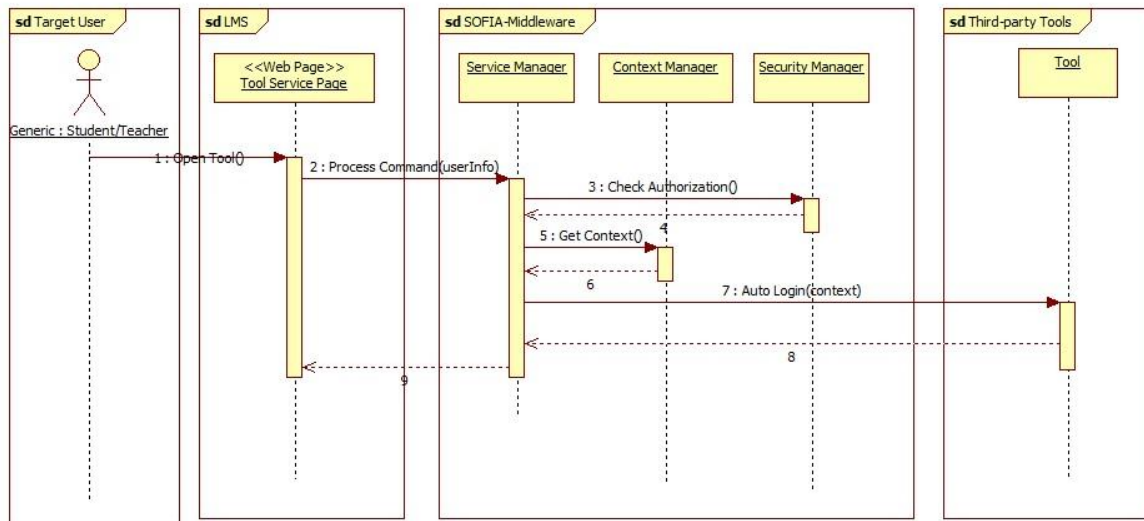 sd Target User
sd LMS
sd SOFIA-Middleware
sd Third-party Tools
<<Web Page>>
Tool Service Page
Service Manager
Context Manager
Security Manager
Tool
Generic : Student/Teacher
1 : Open Tool()
2 : Process Command(userInfo)
3 : Check Authorization()
4
5 : Get Context()
6
7 : Auto Login(context)
8
9